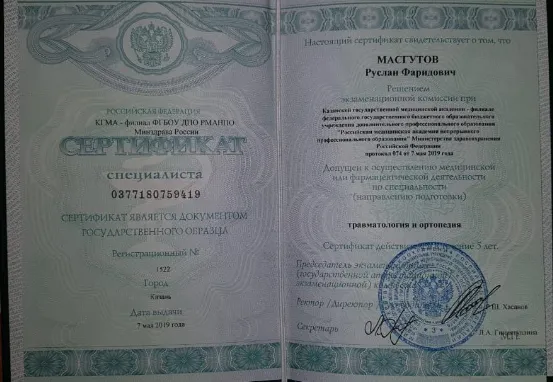 РОССИЙСКАЯ ФЕДЕРАЦИЯ
КГМА - филиал ФГБОУ ДПО РМАНПО
Минздрава России
СЕРТИФИКАТ
специалиста
0377180759419
СЕРТИФИКАТ ЯВЛЯЕТСЯ ДОКУМЕНТОМ
ГОСУДАРСТВЕННОГО ОБРАЗЦА
Регистрационный №
1522
Город
Казань
Дата выдачи
7 мая 2019 года
Настоящий сертификат свидетельствует о том, что
МАСГУТОВ
Руслан Фаридович
Решением
экзаменационной комиссии при
Казанской государственной медицинской академии - филиале
федерального государственного бюджетного образовательного
учреждения дополнительного профессионального образования
"Российская медицинская академия непрерывного
профессионального образования" Министерства здравоохранения
Российской Федерации
протокол 074 от 7 мая 2019 года
Допущен к осуществлению медицинской
или фармацевтической деятельности
по специальности
(направлению подготовки)
травматология и ортопедия
Сертификат действителен в течение 5 лет.
Председатель
(государственной
экзаменационной)
Ректор /Директор
Хасанов
Секретарь
Л.А.
М.П.